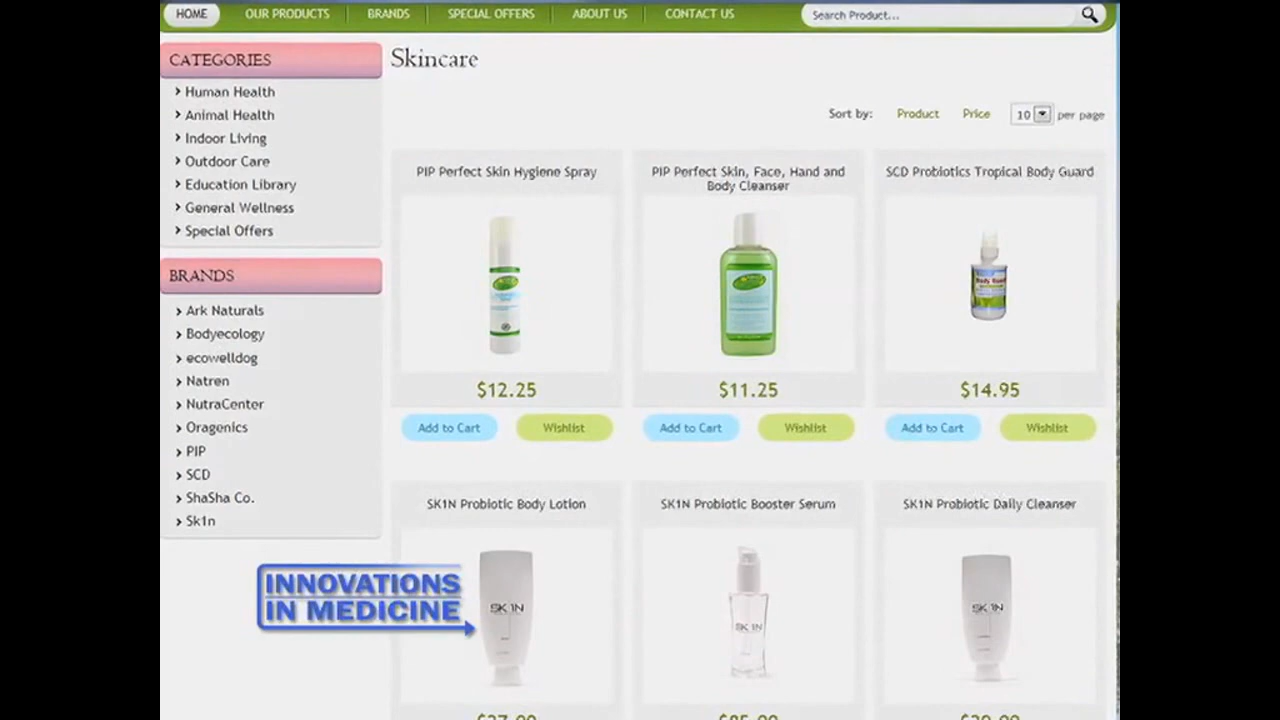 HOME OUR PRODUCTS BRANDS SPECIAL OFFERS ABOUT US CONTACT US Search Product...
CATEGORIES
Human Health
Animal Health
Indoor Living
Outdoor Care
Education Library
General Wellness
Special Offers
BRANDS
Ark Naturals
Bodyecology
ecowelldog
Natren
NutraCenter
Oragenics
PIP
SCD
ShaSha Co.
Sk1n
Skincare
Sort by: Product Price 10 per page
PIP Perfect Skin Hygiene Spray
$12.25
Add to Cart Wishlist
PIP Perfect Skin, Face, Hand and
Body Cleanser
$11.25
Add to Cart Wishlist
SCD Probiotics Tropical Body Guard
$14.95
Add to Cart Wishlist
SK1N Probiotic Body Lotion
SK1N
SK1N Probiotic Booster Serum
SK1N
SK1N Probiotic Daily Cleanser
SK1N
INNOVATIONS
IN MEDICINE